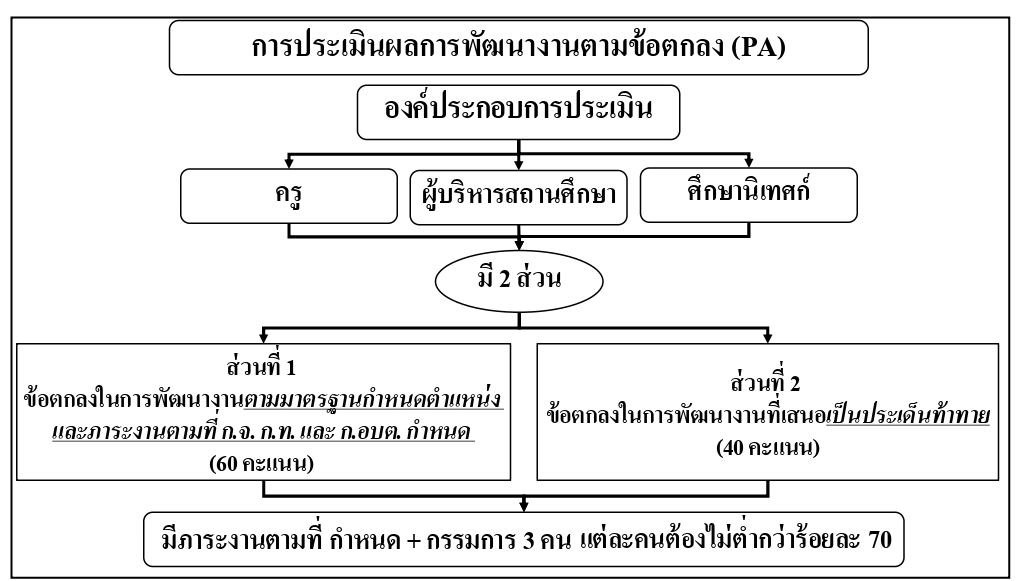 การประเมินผลการพัฒนางานตามข้อตกลง (PA)
องค์ประกอบการประเมิน
ครู
ผู้บริหารสถานศึกษา
ศึกษานิเทศก์
มี 2 ส่วน
ส่วนที่ 1
ข้อตกลงในการพัฒนางานตามมาตรฐานกำหนดตำแหน่ง
และภาระงานตามที่ ก.จ. ก.ท. และ ก.อบต. กำหนด
(60 คะแนน)
ส่วนที่ 2
ข้อตกลงในการพัฒนางานที่เสนอเป็นประเด็นท้าทาย
(40 คะแนน)
มีภาระงานตามที่ กำหนด + กรรมการ 3 คน แต่ละคนต้องไม่ต่ำกว่าร้อยละ 70